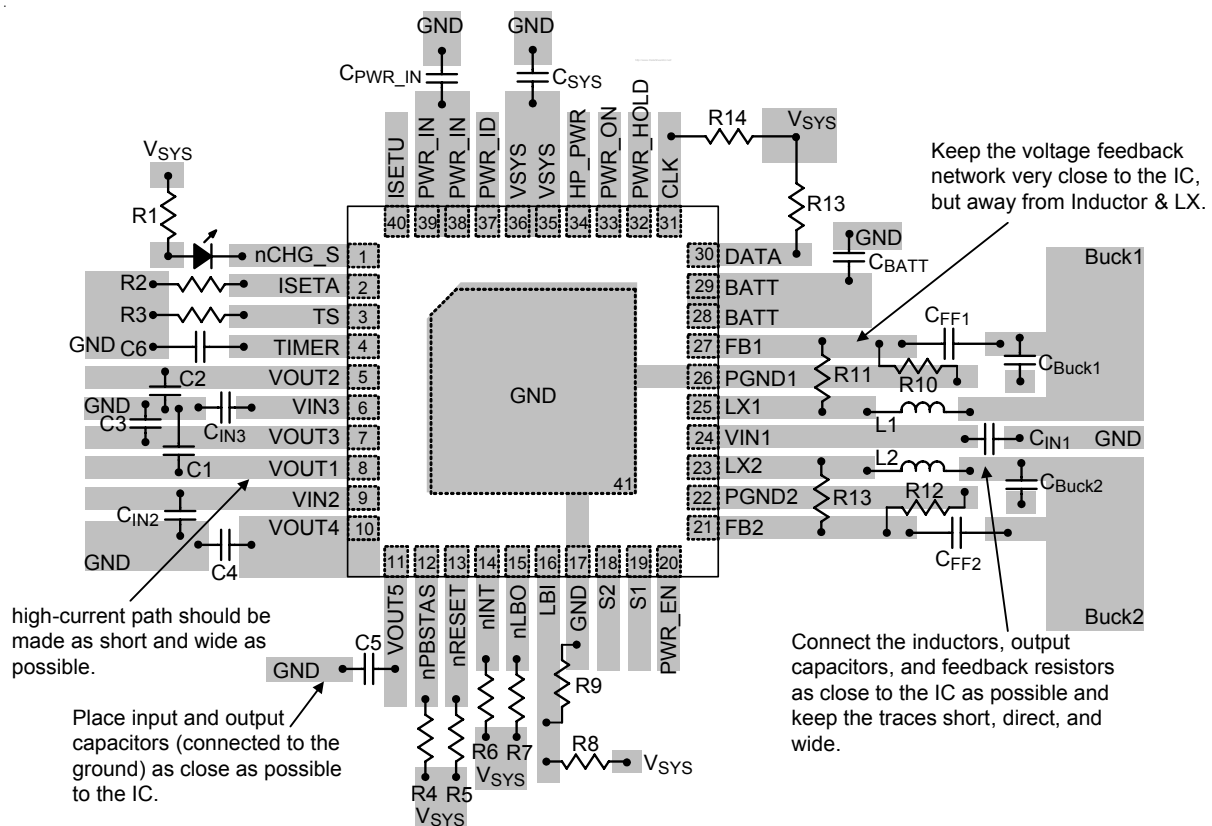 GND
GND
CPWR_IN
CSYS
ISETU
PWR_IN
PWR_IN
PWR_ID
VSYS
VSYS
HP_PWR
PWR_ON
PWR_HOLD
CLK
R14
VSYS
R13
Keep the voltage feedback
network very close to the IC,
but away from Inductor & LX.
VSYS
R1
40
39
38
37
36
35
34
33
32
31
nCHG_S
1
R2
ISETA
2
R3
TS
3
GND
C6
TIMER
4
VOUT2
5
C2
GND
VIN3
6
C3
CIN3
VOUT3
7
C1
VOUT1
8
VIN2
9
CIN2
VOUT4
10
GND
C4
GND
41
30
DATA
GND
CBATT
29
BATT
28
BATT
27
FB1
CFF1
Buck1
26
PGND1
R11
R10
CBuck1
25
LX1
L1
24
VIN1
CIN1
GND
23
LX2
L2
22
PGND2
R13
R12
CBuck2
21
FB2
CFF2
Buck2
11
12
13
14
15
16
17
18
19
20
VOUT5
nPBSTAS
nRESET
nINT
nLBO
LBI
GND
S2
S1
PWR_EN
high-current path should be
made as short and wide as
possible.
GND
C5
R9
Place input and output
capacitors (connected to the
ground) as close as possible
to the IC.
R6
R7
VSYS
R8
VSYS
R4
R5
VSYS
Connect the inductors, output
capacitors, and feedback resistors
as close to the IC as possible and
keep the traces short, direct, and
wide.